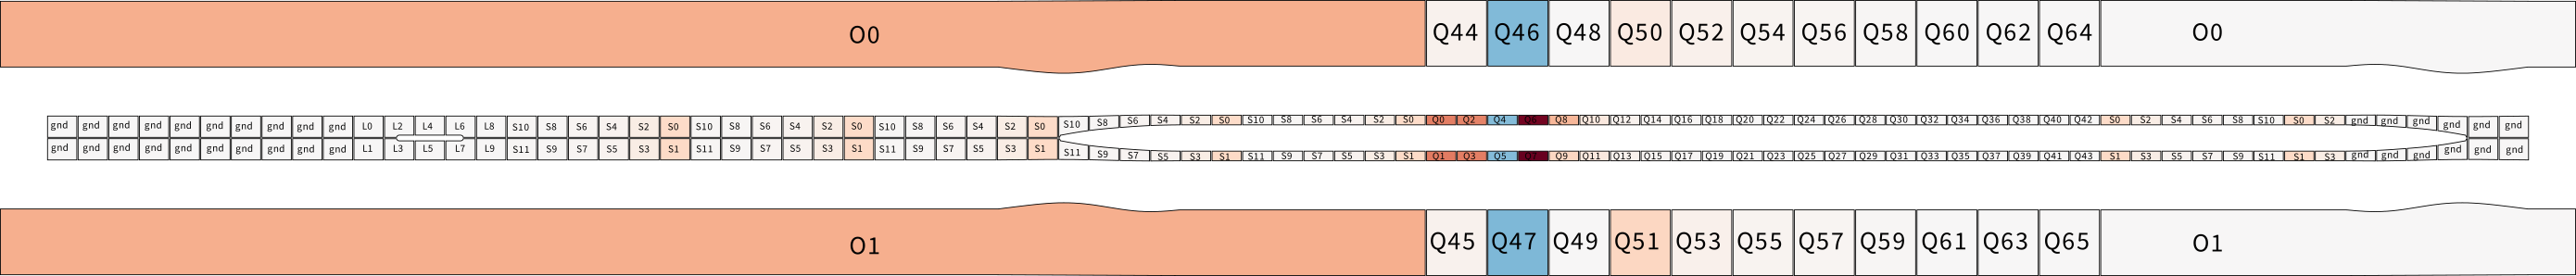 O0 Q44 Q46 Q48 Q50 Q52 Q54 Q56 Q58 Q60 Q62 Q64 O0
gnd gnd gnd gnd gnd gnd gnd gnd gnd gnd L0 L2 L4 L6 L8 S10 S8 S6 S4 S2 S0 S10 S8 S6 S4 S2 S0 S10 S8 S6 S4 S2 S0 S10 S8 S6 S4 S2 S0 S10 S8 S6 S4 S2 S0 Q0 Q2 Q4 Q6 Q8 Q10 Q12 Q14 Q16 Q18 Q20 Q22 Q24 Q26 Q28 Q30 Q32 Q34 Q36 Q38 Q40 Q42 S0 S2 S4 S6 S8 S10 S0 S2 gnd gnd gnd gnd gnd gnd
gnd gnd gnd gnd gnd gnd gnd gnd gnd gnd L1 L3 L5 L7 L9 S11 S9 S7 S5 S3 S1 S11 S9 S7 S5 S3 S1 S11 S9 S7 S5 S3 S1 S11 S9 S7 S5 S3 S1 S11 S9 S7 S5 S3 S1 Q1 Q3 Q5 Q7 Q9 Q11 Q13 Q15 Q17 Q19 Q21 Q23 Q25 Q27 Q29 Q31 Q33 Q35 Q37 Q39 Q41 Q43 S1 S3 S5 S7 S9 S11 S1 S3 gnd gnd gnd gnd gnd gnd
O1 Q45 Q47 Q49 Q51 Q53 Q55 Q57 Q59 Q61 Q63 Q65 O1